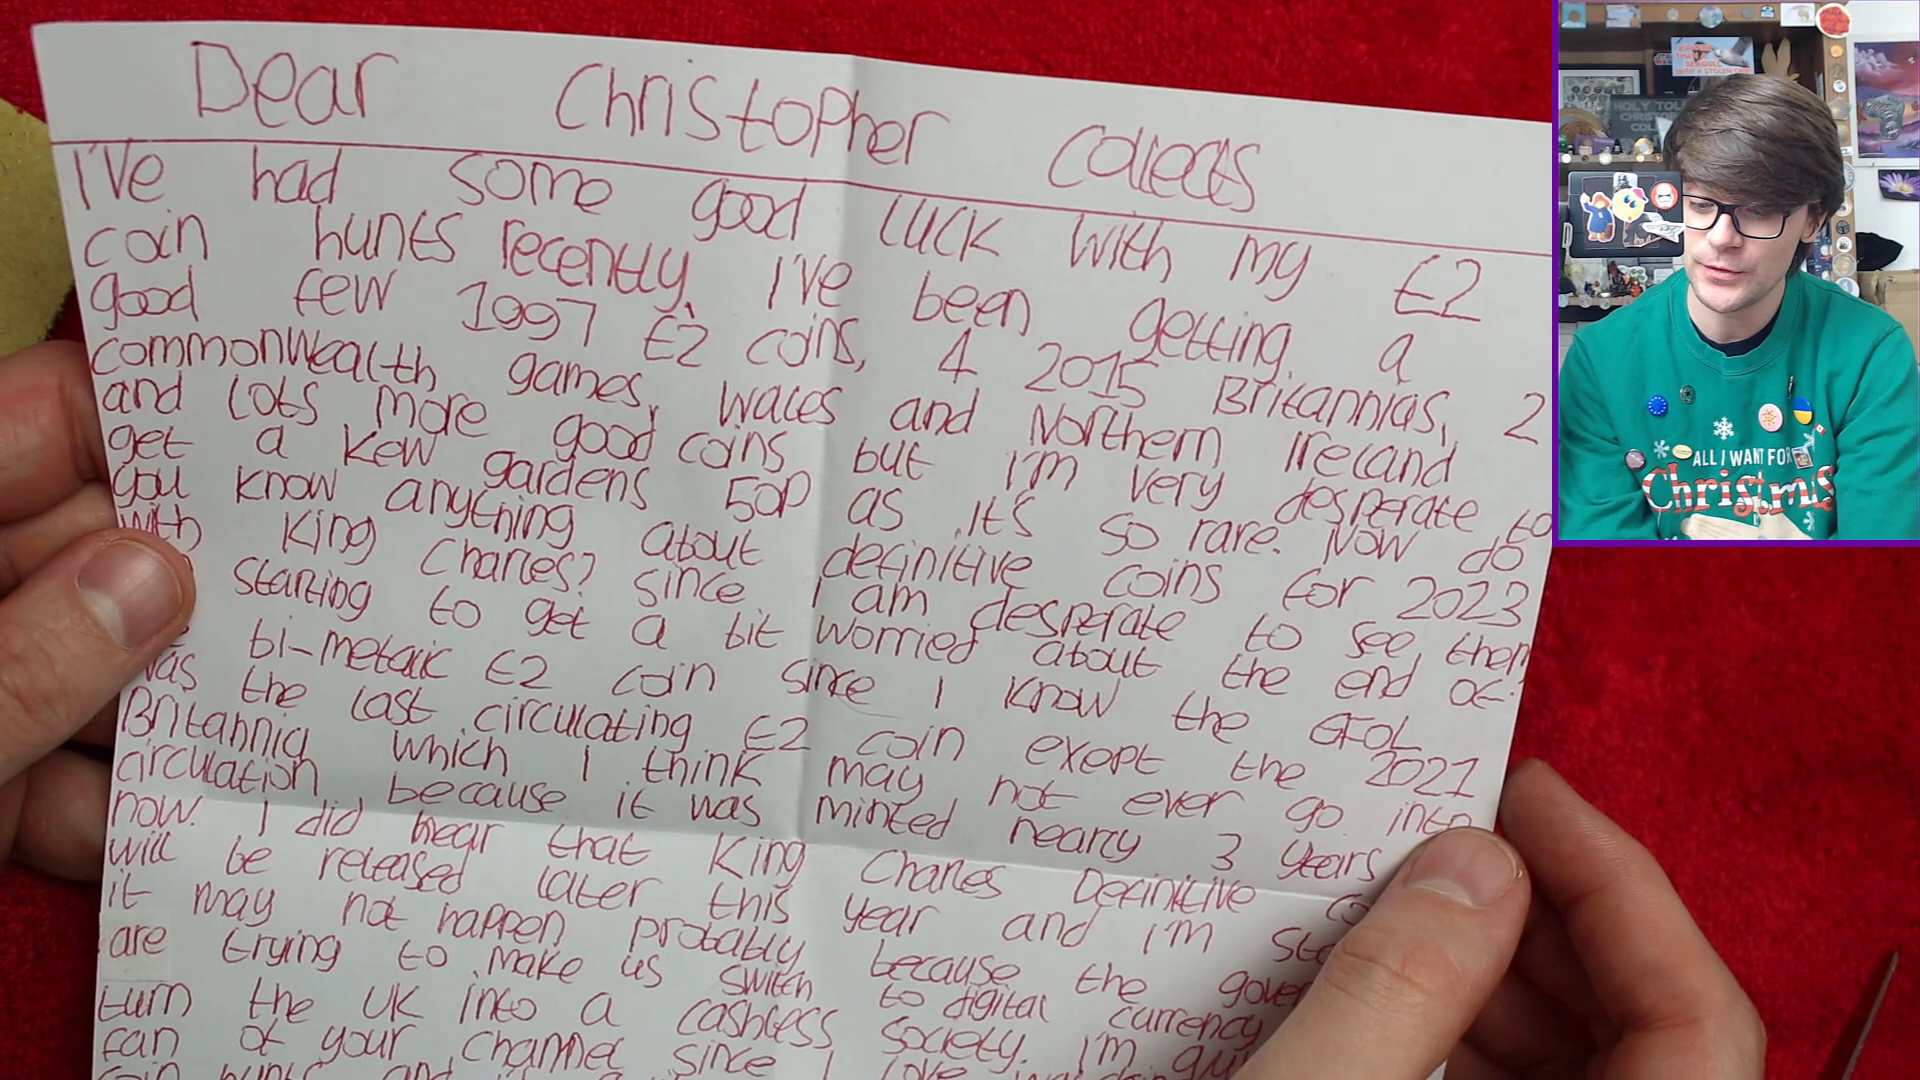 Dear Christopher Collects
I've had some good luck with my £2
coin hunts recently, I've been getting a
good few 1997 £2 coins, 4 2015 Britannias, 2
commonwealth games, wales and Northern Ireland
and lots more good coins but I'm very desperate to
get a Kew gardens 50p as it's so rare. Now do
you know anything about definitive coins for 2023
with King Charles? since I am desperate to see them
starting to get a bit worried about the end of
bi-metalic £2 coin since I know the GFOL
was the last circulating £2 coin exept the 2021
Britannia which I think may not ever go into
circulation because it was minted nearly 3 years
now. I did hear that King Charles Definitive
will be released later this year and I'm
it may not happen probably because the
are trying to make us switch to digital currency
turn the UK into a cashless society. I'm
fan of your channel since I love
coin hunts and
ALL I WANT FOR
Christmas